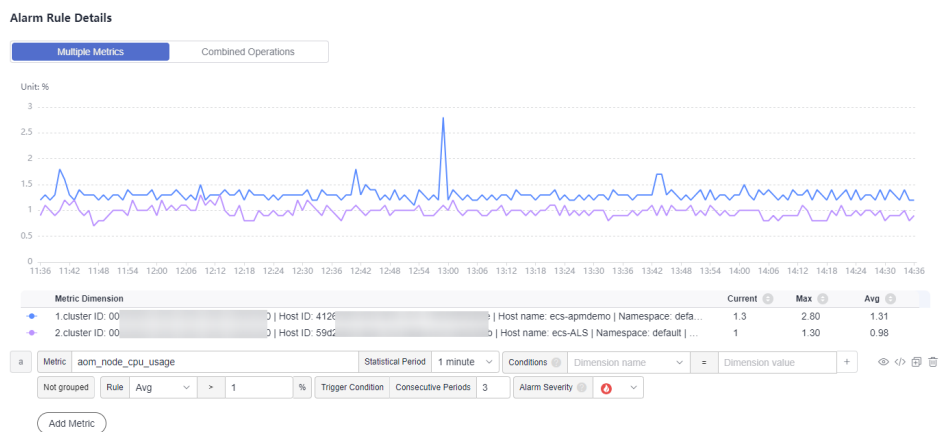 Alarm Rule Details
Multiple Metrics Combined Operations
Unit: %
3
2.5
2
1.5
1
0.5
0
11:36 11:42 11:48 11:54 12:00 12:06 12:12 12:18 12:24 12:30 12:36 12:42 12:48 12:54 13:00 13:06 13:12 13:18 13:24 13:30 13:36 13:42 13:48 13:54 14:00 14:06 14:12 14:18 14:24 14:30 14:36
Metric Dimension Current Max Avg
1.cluster ID: 00 0 | Host ID: 4126 | Host name: ecs-apmdemo | Namespace: defa... 1.3 2.80 1.31
2.cluster ID: 00 0 | Host ID: 59d2 | Host name: ecs-ALS | Namespace: default | ... 1 1.30 0.98
a Metric aom_node_cpu_usage Statistical Period 1 minute Conditions Dimension name = Dimension value +
Not grouped Rule Avg > 1 % Trigger Condition Consecutive Periods 3 Alarm Severity
Add Metric